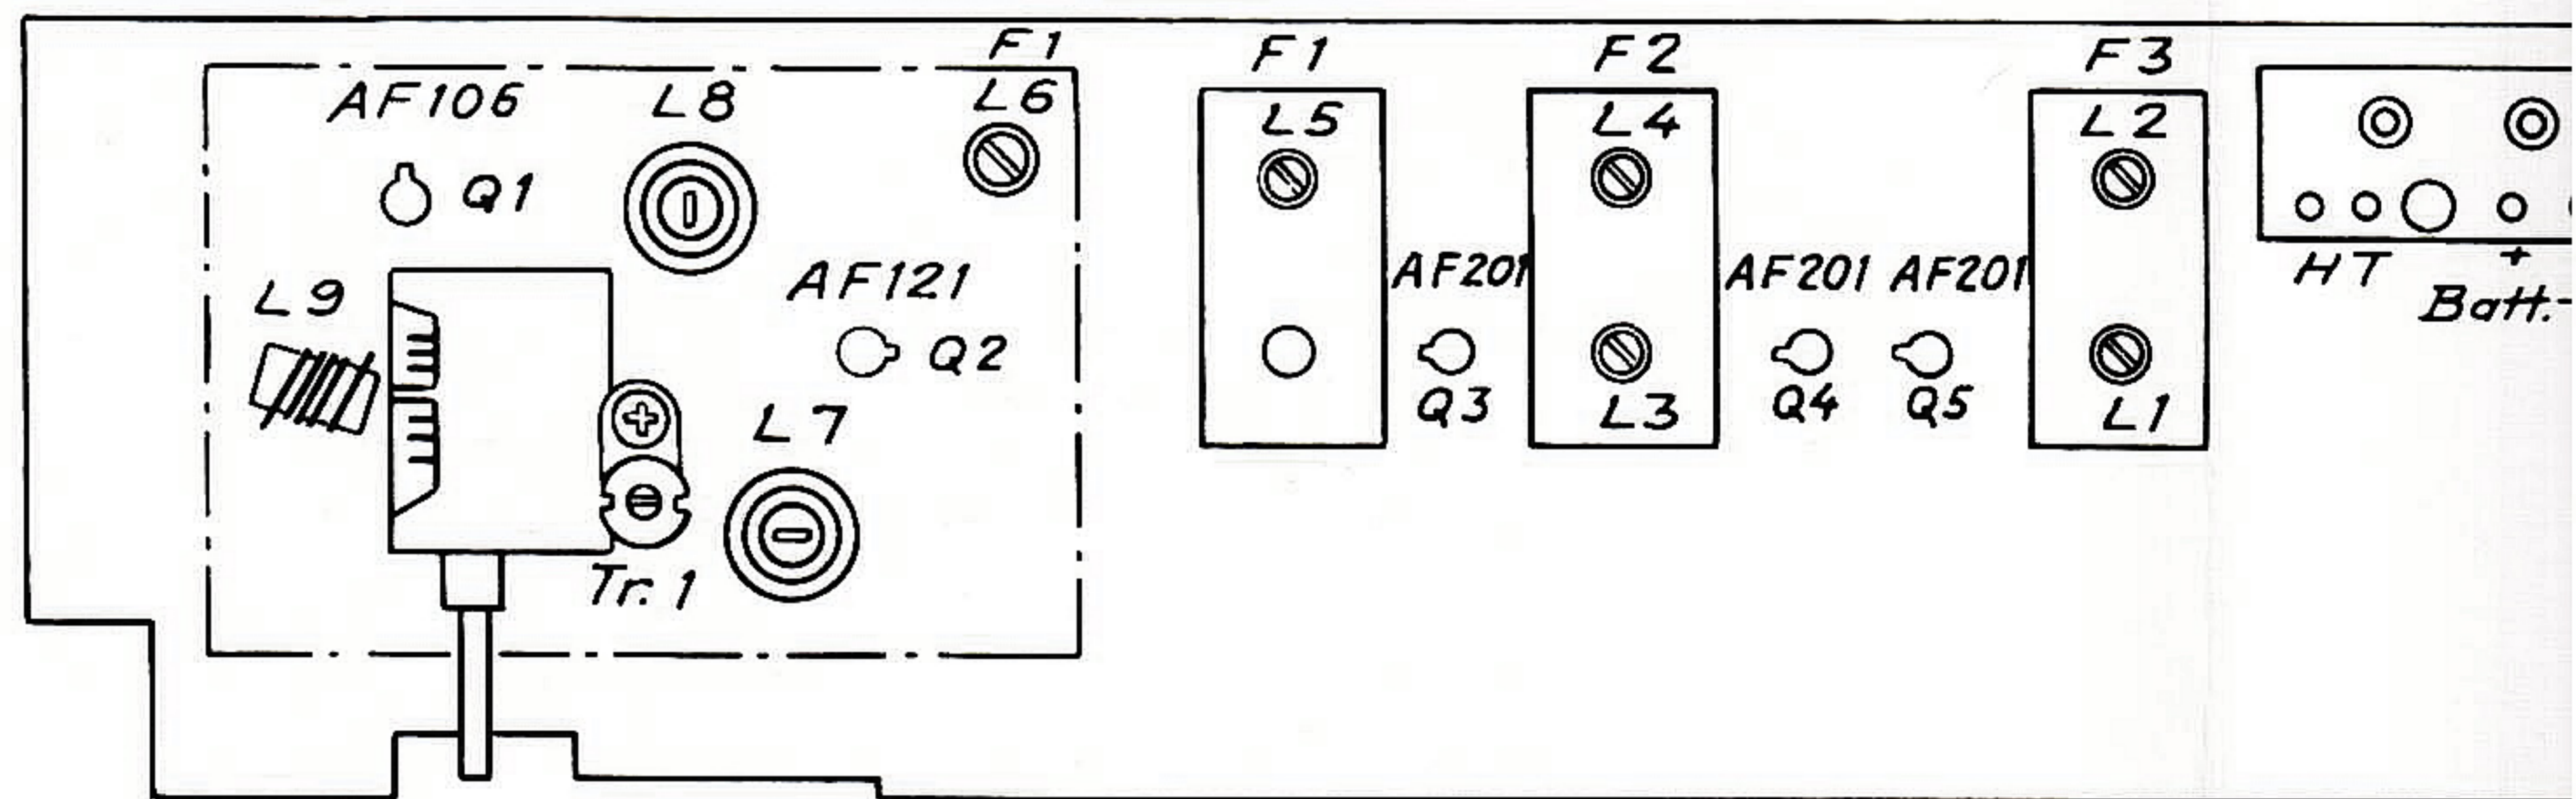 F1
AF106
L8
L6
Q1
L9
AF121
Q2
L7
Tr.1
F1
L5
AF201
Q3
F2
L4
L3
AF201
Q4
AF201
Q5
F3
L2
L1
HT
+
Batt.-